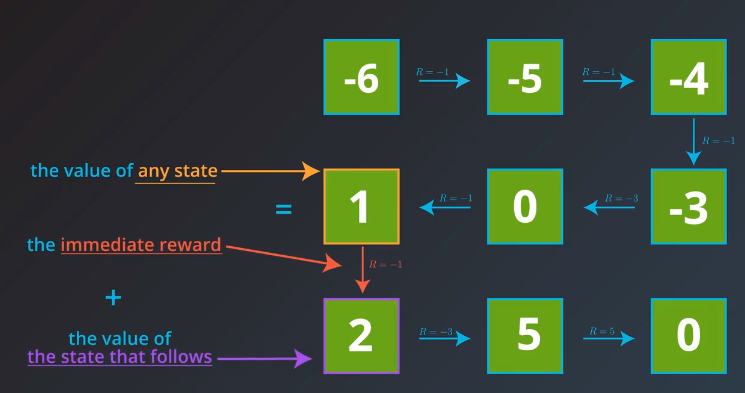 -6 R = −1 -5 R = −1 -4
R = −1
the value of any state
= 1 R = −1 0 R = −3 -3
the immediate reward
R = −1
+
the value of
the state that follows
2 R = −3 5 R = 5 0